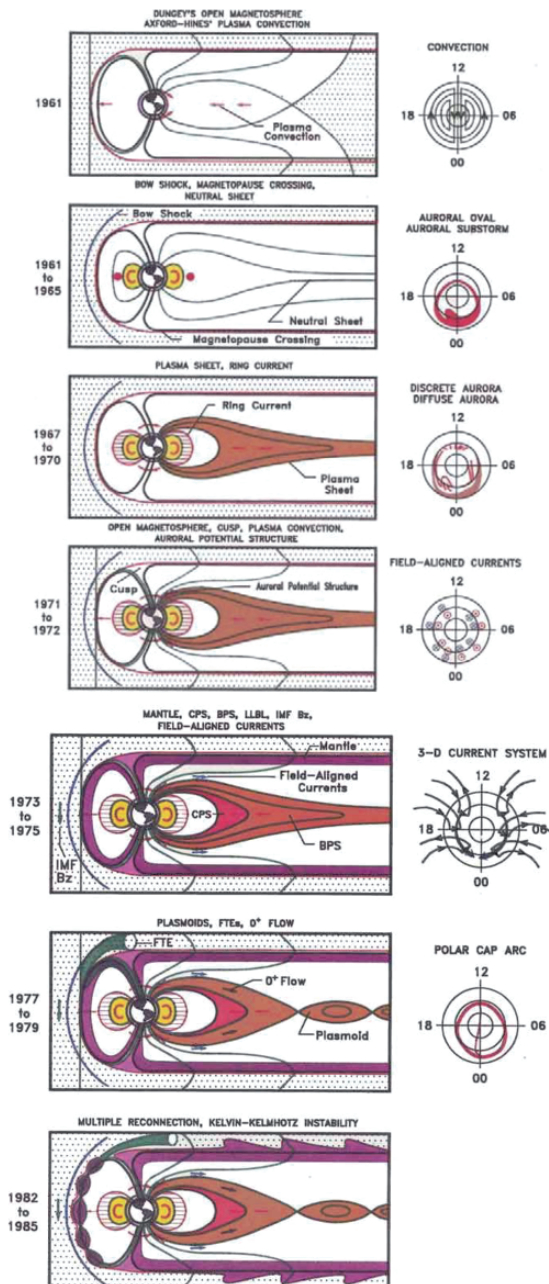 DUNGEY'S OPEN MAGNETOSPHERE
AXFORD-HINES' PLASMA CONVECTION
1961
Plasma
Convection
CONVECTION
12
18
06
00
BOW SHOCK, MAGNETOPAUSE CROSSING,
NEUTRAL SHEET
1961
to
1965
Bow Shock
Neutral Sheet
Magnetopause Crossing
AURORAL OVAL
AURORAL SUBSTORM
12
18
06
00
PLASMA SHEET, RING CURRENT
1967
to
1970
Ring Current
Plasma
Sheet
DISCRETE AURORA
DIFFUSE AURORA
12
18
06
00
OPEN MAGNETOSPHERE, CUSP, PLASMA CONVECTION,
AURORAL POTENTIAL STRUCTURE
1971
to
1972
Cusp
Auroral Potential Structure
FIELD-ALIGNED CURRENTS
12
18
06
00
MANTLE, CPS, BPS, LLBL, IMF Bz,
FIELD-ALIGNED CURRENTS
1973
to
1975
Mantle
Field-Aligned
Currents
CPS
BPS
IMF
Bz
3-D CURRENT SYSTEM
12
18
06
00
PLASMOIDS, FTEs, O+ FLOW
1977
to
1979
FTE
O+ Flow
Plasmoid
POLAR CAP ARC
12
18
06
00
MULTIPLE RECONNECTION, KELVIN-KELMHOTZ INSTABILITY
1982
to
1985